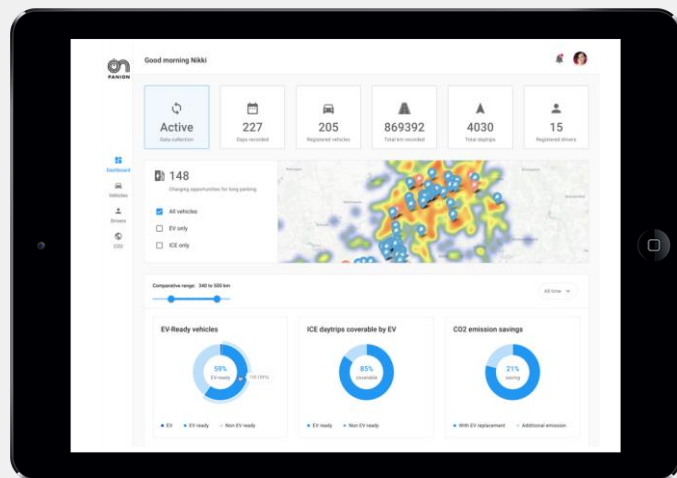 ON
PANION
Good morning Nikki
Active
Data collection
227
Days recorded
205
Registered vehicles
869392
Total km recorded
4030
Total daytrips
15
Registered drivers
Dashboard
Vehicles
Drivers
CO2
148
Charging opportunities for long parking
All vehicles
EV only
ICE only
Comparative range: 240 to 505 km
All time
EV-Ready vehicles
59%
EV-ready
ICE daytrips coverable by EV
85%
coverable
CO2 emission savings
21%
saving
EV EV ready Non EV ready
EV ready Non EV ready
With EV replacement Additional emission